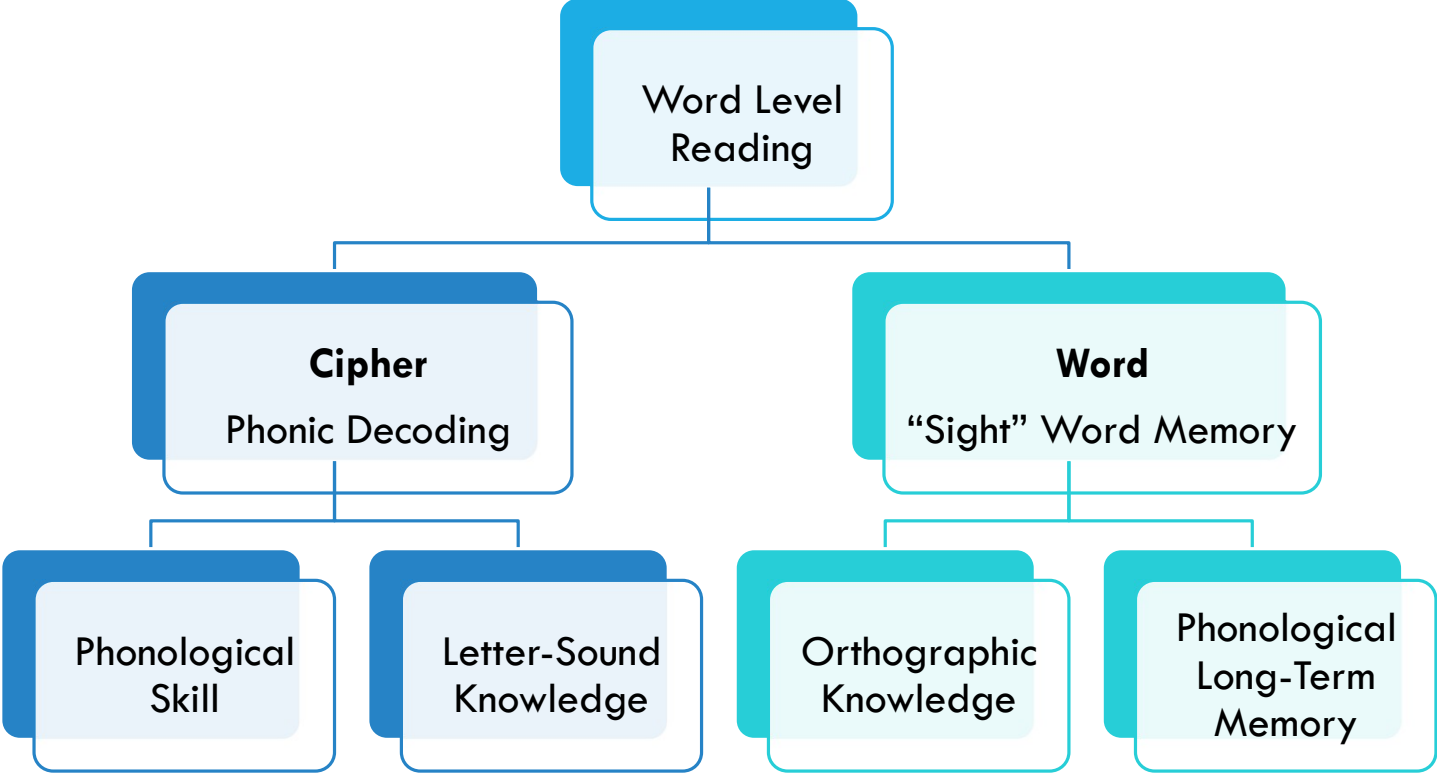 Word Level
Reading
Cipher
Phonic Decoding
Word
“Sight” Word Memory
Phonological
Skill
Letter-Sound
Knowledge
Orthographic
Knowledge
Phonological
Long-Term
Memory